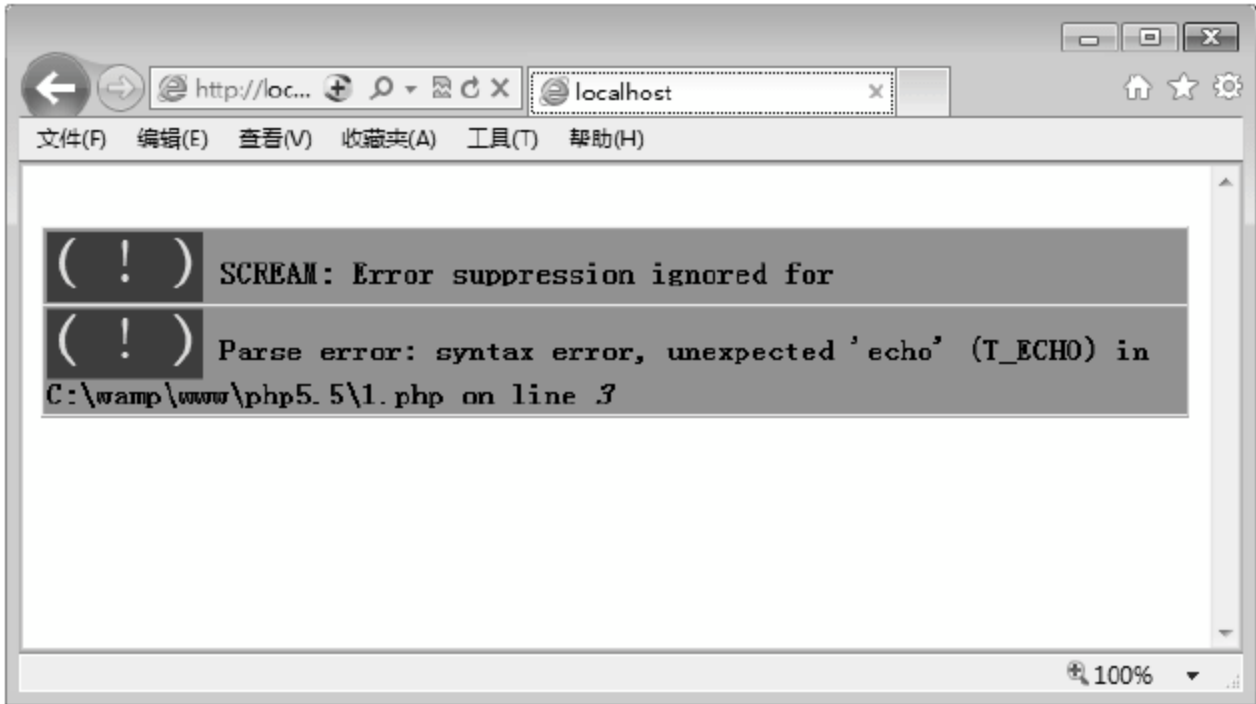 http://loc...
localhost
文件(F) 编辑(E) 查看(V) 收藏夹(A) 工具(T) 帮助(H)
( ! ) SCREAM: Error suppression ignored for
( ! ) Parse error: syntax error, unexpected 'echo' (T_ECHO) in
C:\wamp\www\php5.5\1.php on line 3
100%